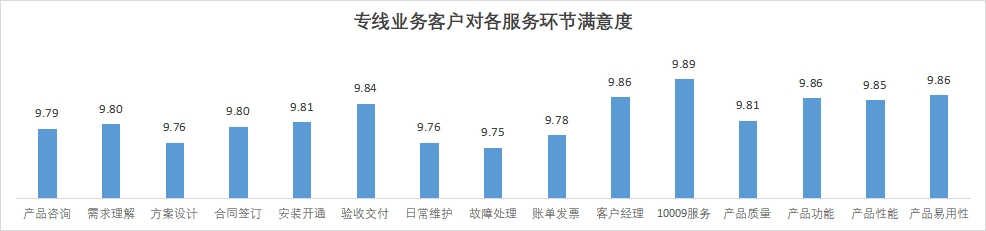 专线业务客户对各服务环节满意度
9.79 9.80 9.76 9.80 9.81 9.84 9.76 9.75 9.78 9.86 9.89 9.81 9.86 9.85 9.86
产品咨询 需求理解 方案设计 合同签订 安装开通 验收交付 日常维护 故障处理 账单发票 客户经理 10009服务 产品质量 产品功能 产品性能 产品易用性